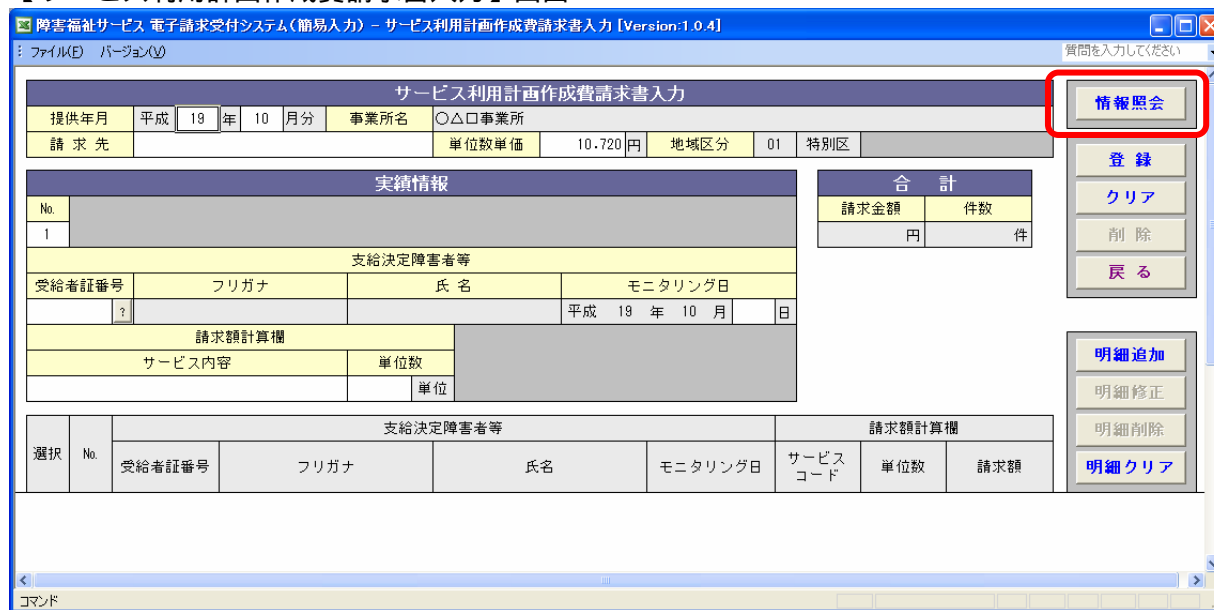 障害福祉サービス 電子請求受付システム(簡易入力) - サービス利用計画作成費請求書入力 [Version:1.0.4]
ファイル(F) バージョン(V) 質問を入力してください
サービス利用計画作成費請求書入力
提供年月 平成 19 年 10 月分 事業所名 ○△□事業所
請求先 単位数単価 10.720 円 地域区分 01 特別区
情報照会
登録
クリア
削除
戻る
実績情報
No.
1
合計
請求金額 件数
円 件
支給決定障害者等
受給者証番号 フリガナ 氏名 モニタリング日
? 平成 19 年 10 月 日
請求額計算欄
サービス内容 単位数
単位
明細追加
明細修正
明細削除
明細クリア
支給決定障害者等 請求額計算欄
選択 No. 受給者証番号 フリガナ 氏名 モニタリング日 サービスコード 単位数 請求額
コマンド